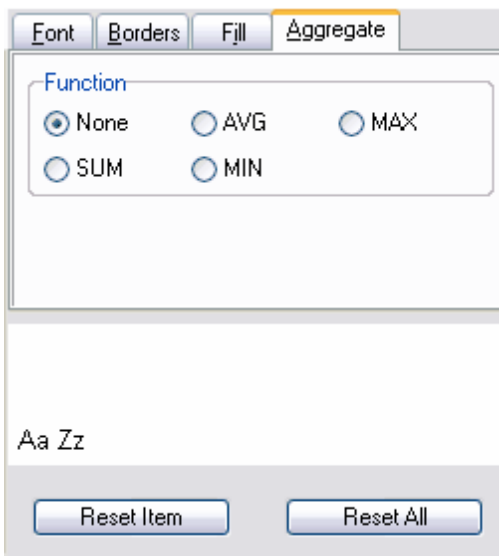 Font Borders Fill Aggregate
Function
None AVG MAX
SUM MIN
Aa Zz
Reset Item Reset All